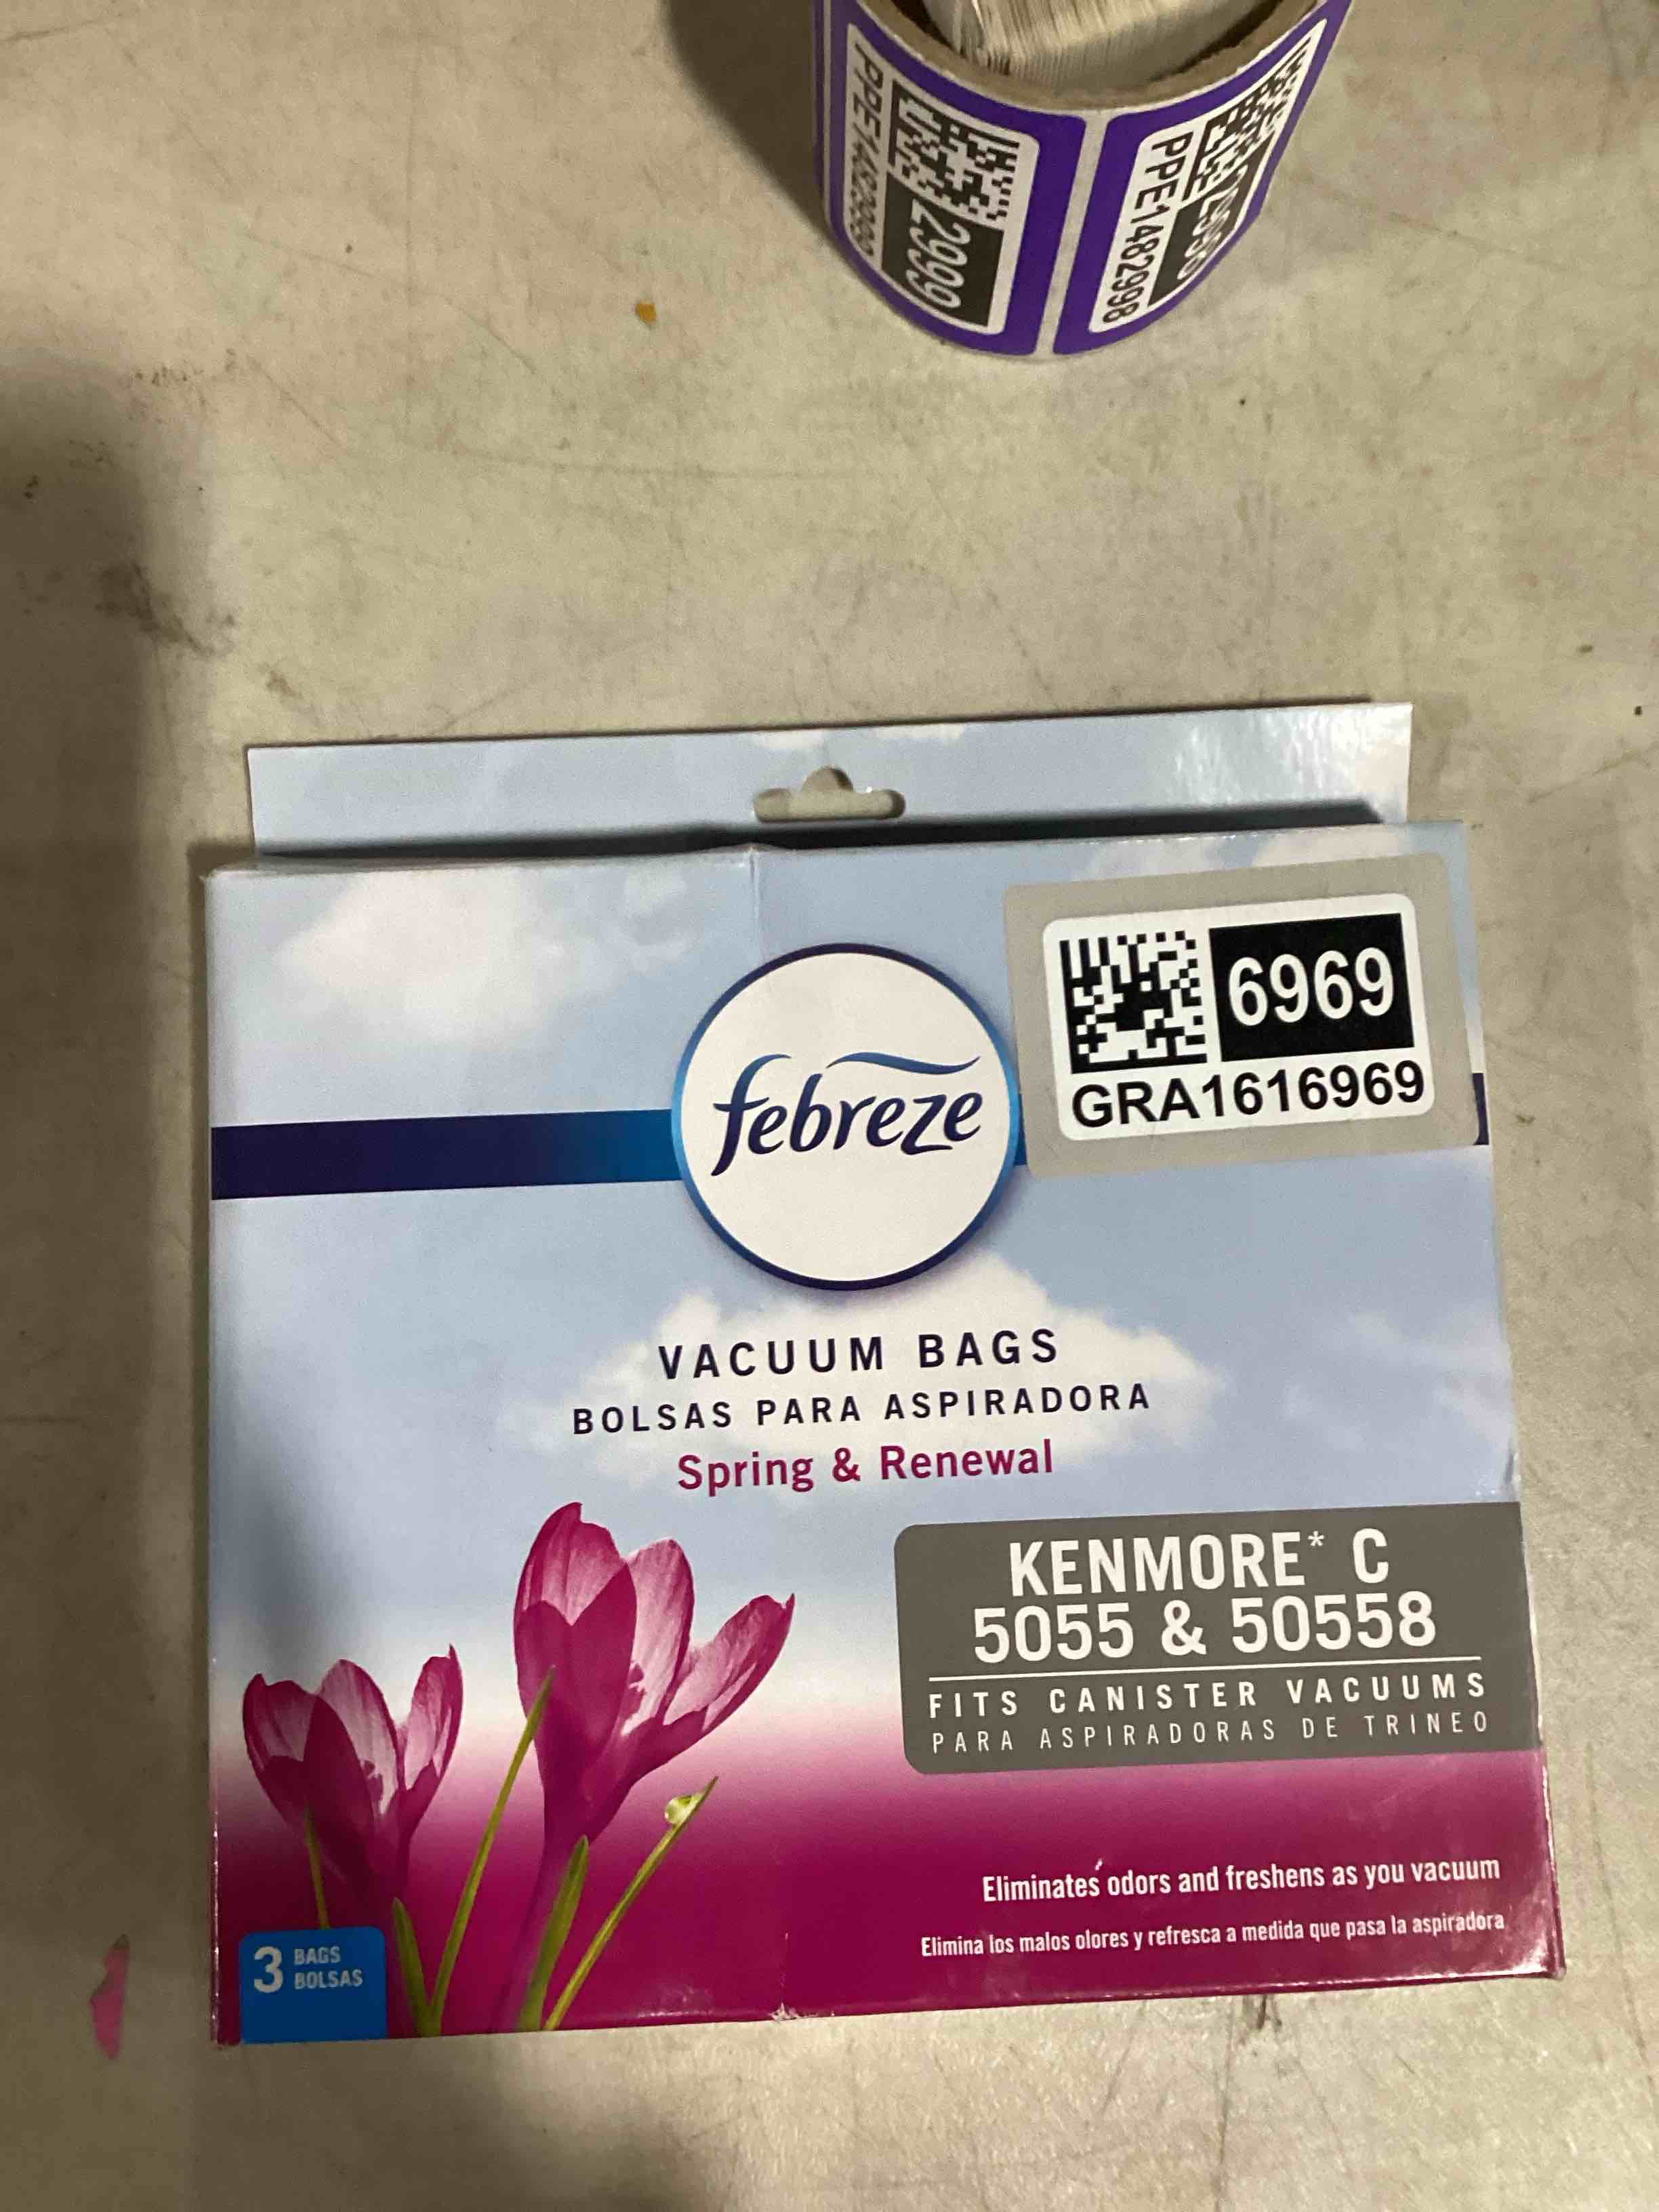 2999
2998
PPE1482998
6969
GRA1616969
febreze
VACUUM BAGS
BOLSAS PARA ASPIRADORA
Spring & Renewal
KENMORE* C
5055 & 50558
FITS CANISTER VACUUMS
PARA ASPIRADORAS DE TRINEO
Eliminates odors and freshens as you vacuum
Elimina los malos olores y refresca a medida que pasa la aspiradora
3 BAGS
BOLSAS